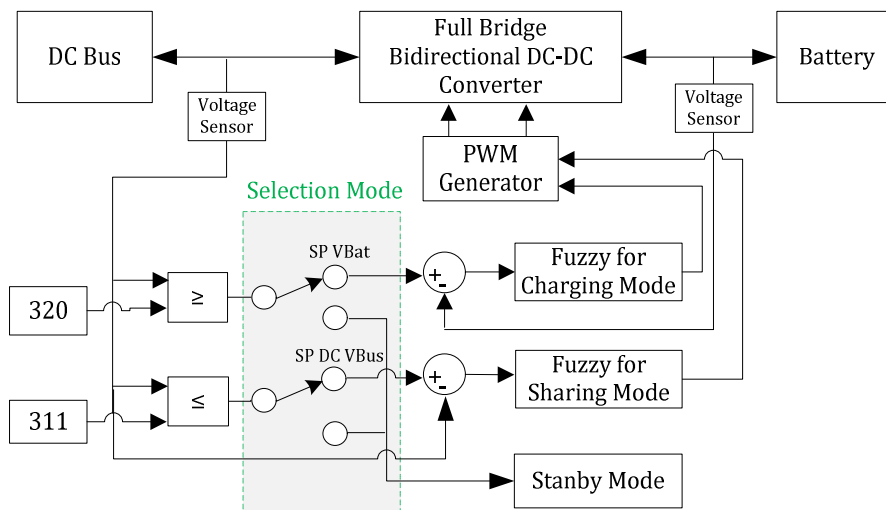 DC Bus
Full Bridge
Bidirectional DC-DC
Converter
Battery
Voltage
Sensor
Voltage
Sensor
PWM
Generator
Selection Mode
SP VBat
320
≥
+
-
Fuzzy for
Charging Mode
SP DC VBus
311
≤
+
-
Fuzzy for
Sharing Mode
Stanby Mode